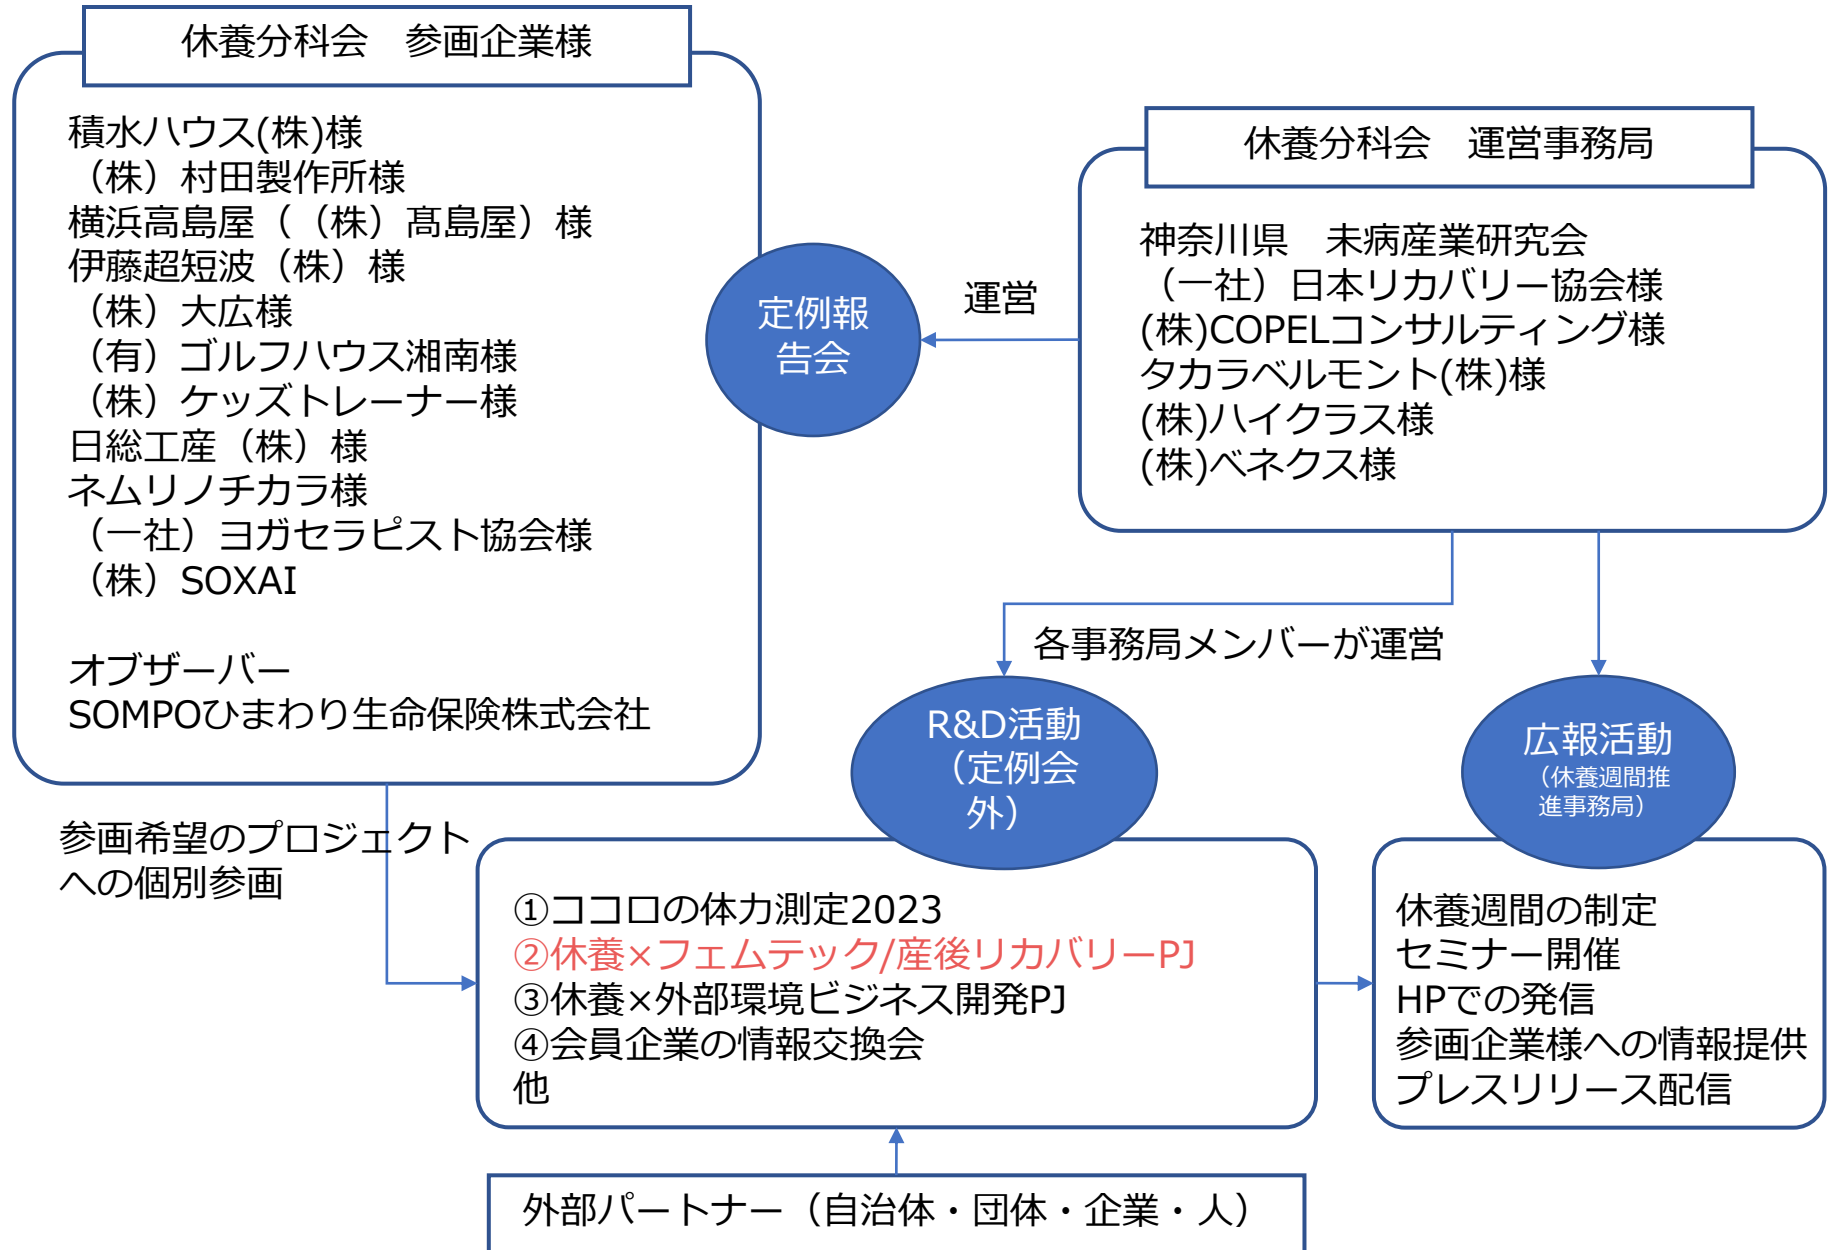 休養分科会　参画企業様
積水ハウス(株)様
（株）村田製作所様
横浜高島屋（（株）髙島屋）様
伊藤超短波（株）様
（株）大広様
（有）ゴルフハウス湘南様
（株）ケッズトレーナー様
日総工産（株）様
ネムリノチカラ様
（一社）ヨガセラピスト協会様
（株）SOXAI
オブザーバー
SOMPOひまわり生命保険株式会社
定例報
告会
運営
休養分科会　運営事務局
神奈川県　未病産業研究会
（一社）日本リカバリー協会様
(株)COPELコンサルティング様
タカラベルモント(株)様
(株)ハイクラス様
(株)ベネクス様
各事務局メンバーが運営
参画希望のプロジェクト
への個別参画
R&D活動
（定例会
外）
①ココロの体力測定2023
②休養×フェムテック/産後リカバリーPJ
③休養×外部環境ビジネス開発PJ
④会員企業の情報交換会
他
広報活動
（休養週間推
進事務局）
休養週間の制定
セミナー開催
HPでの発信
参画企業様への情報提供
プレスリリース配信
外部パートナー（自治体・団体・企業・人）